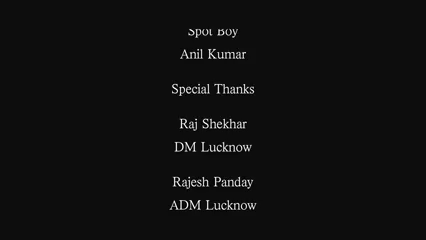 Spot Boy
Anil Kumar
Special Thanks
Raj Shekhar
DM Lucknow
Rajesh Panday
ADM Lucknow